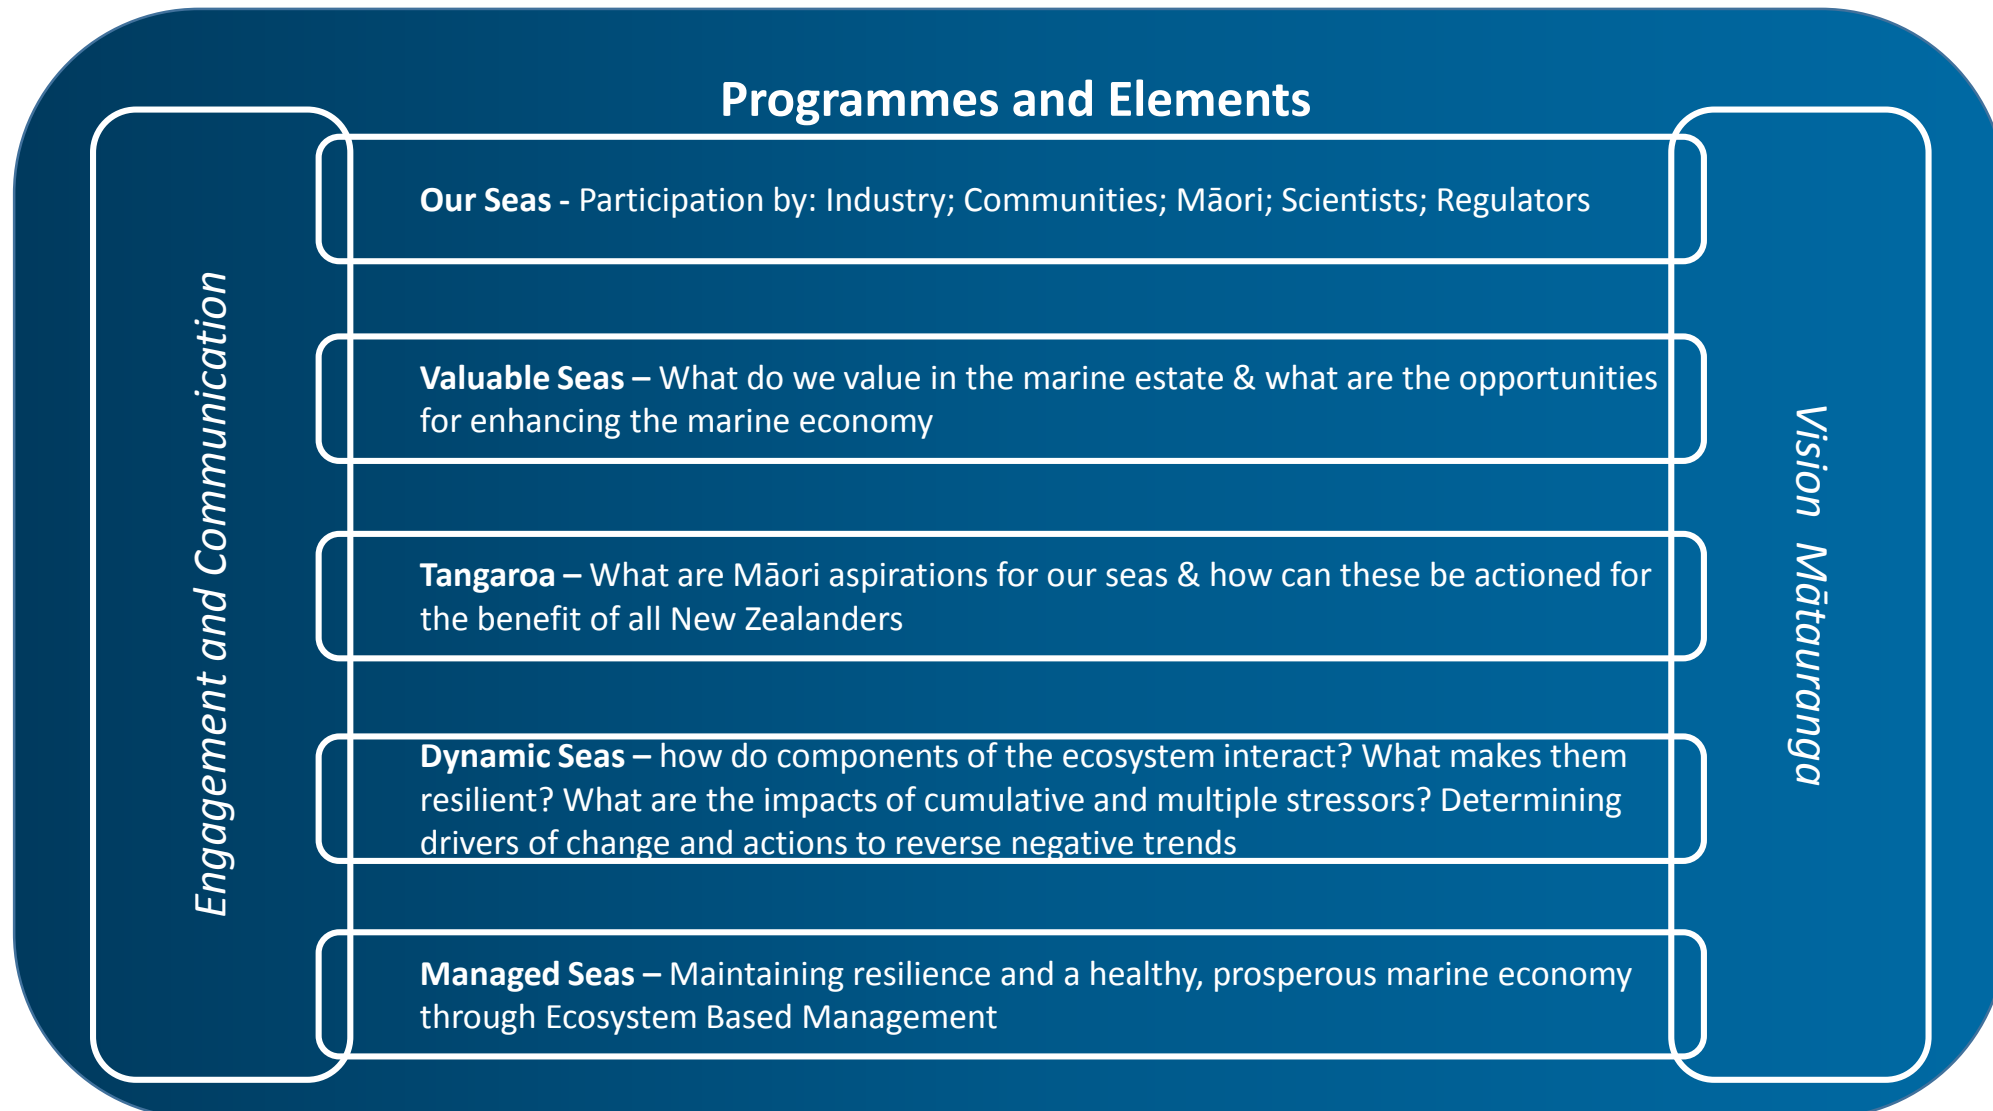 Programmes and Elements
Engagement and Communication
Our Seas - Participation by: Industry; Communities; Māori; Scientists; Regulators
Valuable Seas – What do we value in the marine estate & what are the opportunities
for enhancing the marine economy
Tangaroa – What are Māori aspirations for our seas & how can these be actioned for
the benefit of all New Zealanders
Dynamic Seas – how do components of the ecosystem interact? What makes them
resilient? What are the impacts of cumulative and multiple stressors? Determining
drivers of change and actions to reverse negative trends
Managed Seas – Maintaining resilience and a healthy, prosperous marine economy
through Ecosystem Based Management
Vision Mātauranga